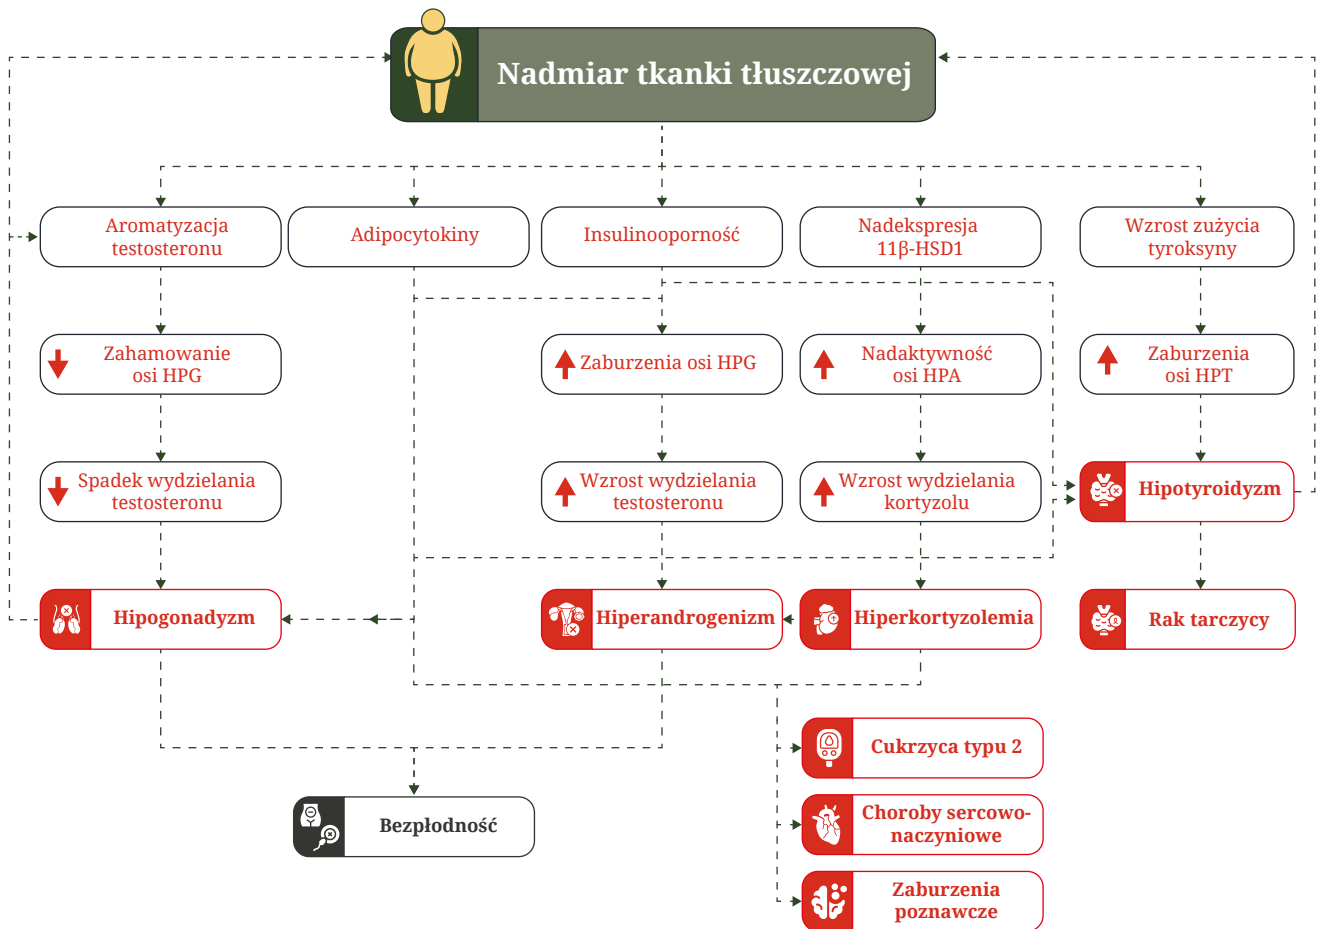 Nadmiar tkanki tłuszczowej
Aromatyzacja
testosteronu
Adipocytokiny
Insulinooporność
Nadekspresja
11β-HSD1
Wzrost zużycia
tyroksyny
Zahamowanie
osi HPG
Zaburzenia osi HPG
Nadaktywność
osi HPA
Zaburzenia
osi HPT
Spadek wydzielania
testosteronu
Wzrost wydzielania
testosteronu
Wzrost wydzielania
kortyzolu
Hipotyroidyzm
Hipogonadyzm
Hiperandrogenizm
Hiperkortyzolemia
Rak tarczycy
Cukrzyca typu 2
Bezpłodność
Choroby sercowo-
naczyniowe
Zaburzenia
poznawcze